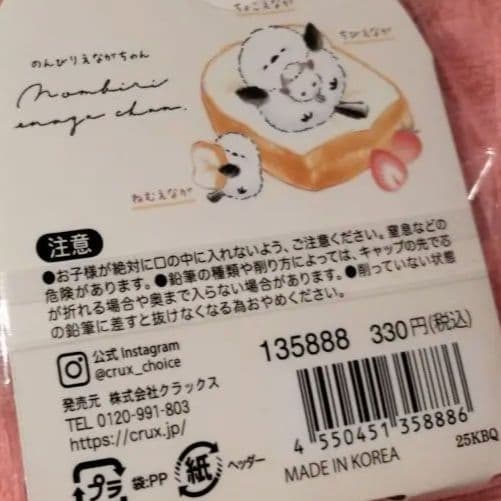 ちょこえなが
ちびえなが
のんびりえながちゃん
Nombiri
enaga chan.
ねむえなが
注意
●お子様が絶対に口の中に入れないよう、ご注意ください。窒息などの
危険があります。●鉛筆の種類や削り方によっては、キャップの先で芯
が折れる場合や奥まで入らない場合があります。●削っていない状態
の鉛筆に差すと抜けなくなる為おやめください。
公式 Instagram
@crux_choice
発売元 株式会社クラックス
TEL 0120-991-803
https://crux.jp/
135888 330円(税込)
4 550451 358886
プラ 袋:PP 紙 ヘッダー
MADE IN KOREA
25KBQ